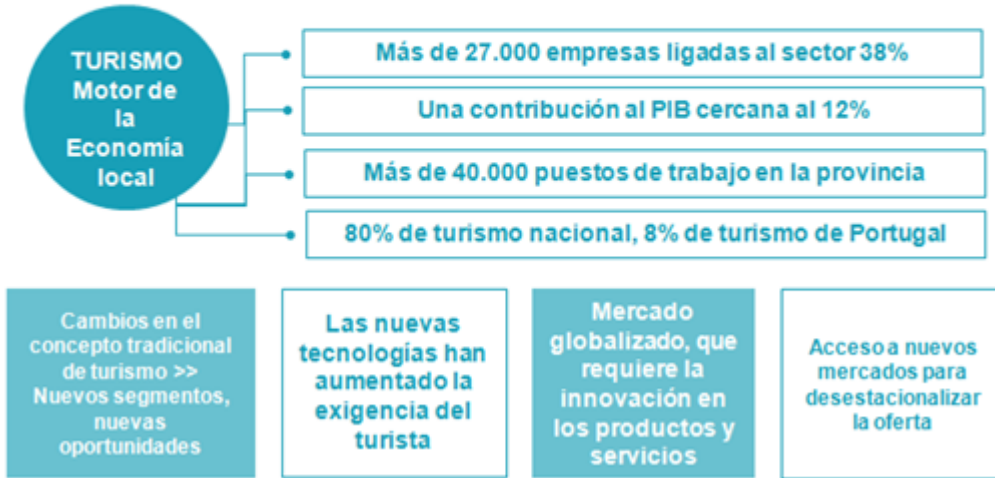 TURISMO
Motor de
la
Economía
local
Más de 27.000 empresas ligadas al sector 38%
Una contribución al PIB cercana al 12%
Más de 40.000 puestos de trabajo en la provincia
80% de turismo nacional, 8% de turismo de Portugal
Cambios en el
concepto tradicional
de turismo >>
Nuevos segmentos,
nuevas
oportunidades
Las nuevas
tecnologías han
aumentado la
exigencia del
turista
Mercado
globalizado, que
requiere la
innovación en
los productos y
servicios
Acceso a nuevos
mercados para
desestacionalizar
la oferta